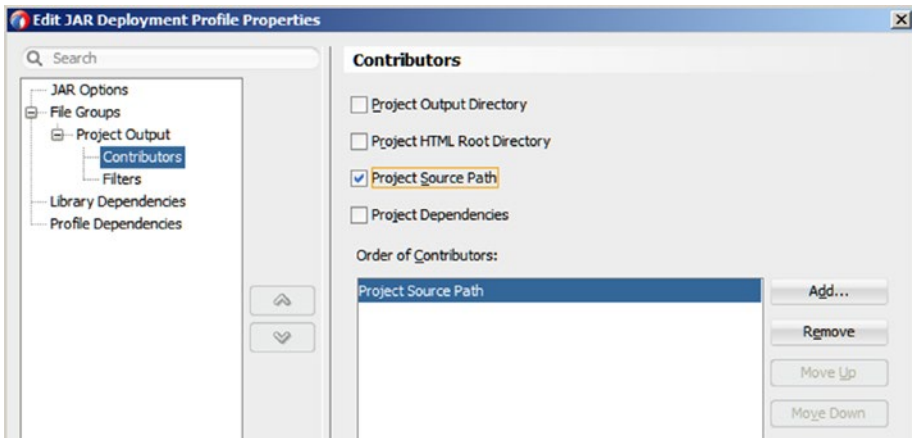 Edit JAR Deployment Profile Properties
Search
JAR Options
File Groups
Project Output
Contributors
Filters
Library Dependencies
Profile Dependencies
Contributors
Project Output Directory
Project HTML Root Directory
Project Source Path
Project Dependencies
Order of Contributors:
Project Source Path
Add...
Remove
Move Up
Move Down